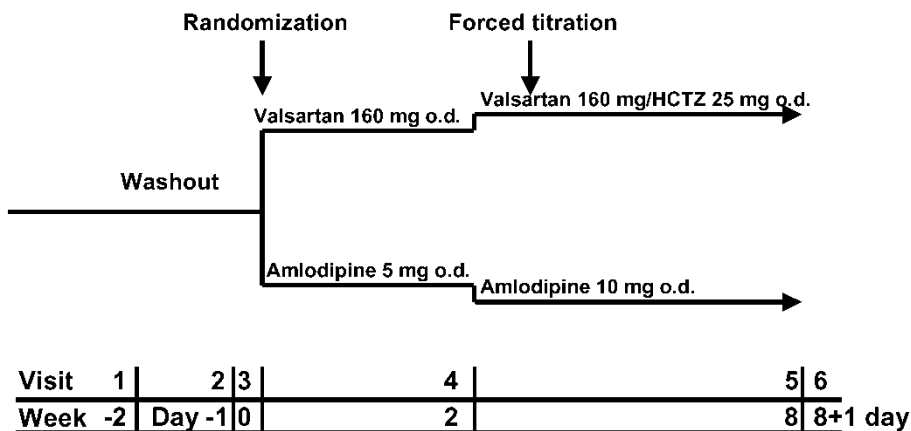 Randomization Forced titration
Valsartan 160 mg o.d. Valsartan 160 mg/HCTZ 25 mg o.d.
Washout
Amlodipine 5 mg o.d. Amlodipine 10 mg o.d.
Visit 1 2 3 4 5 6
Week -2 Day -1 0 2 8 8+1 day